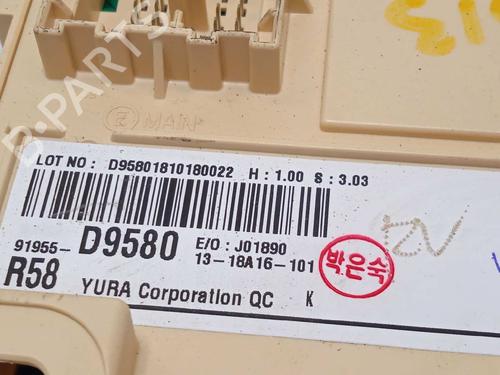 B-PARTS
MAIN
LOT NO : D95801810180022 H : 1.00 S : 3.03
91955-D9580 E/O : J01890
13-18A16-101
R58 YURA Corporation QC K
박은숙